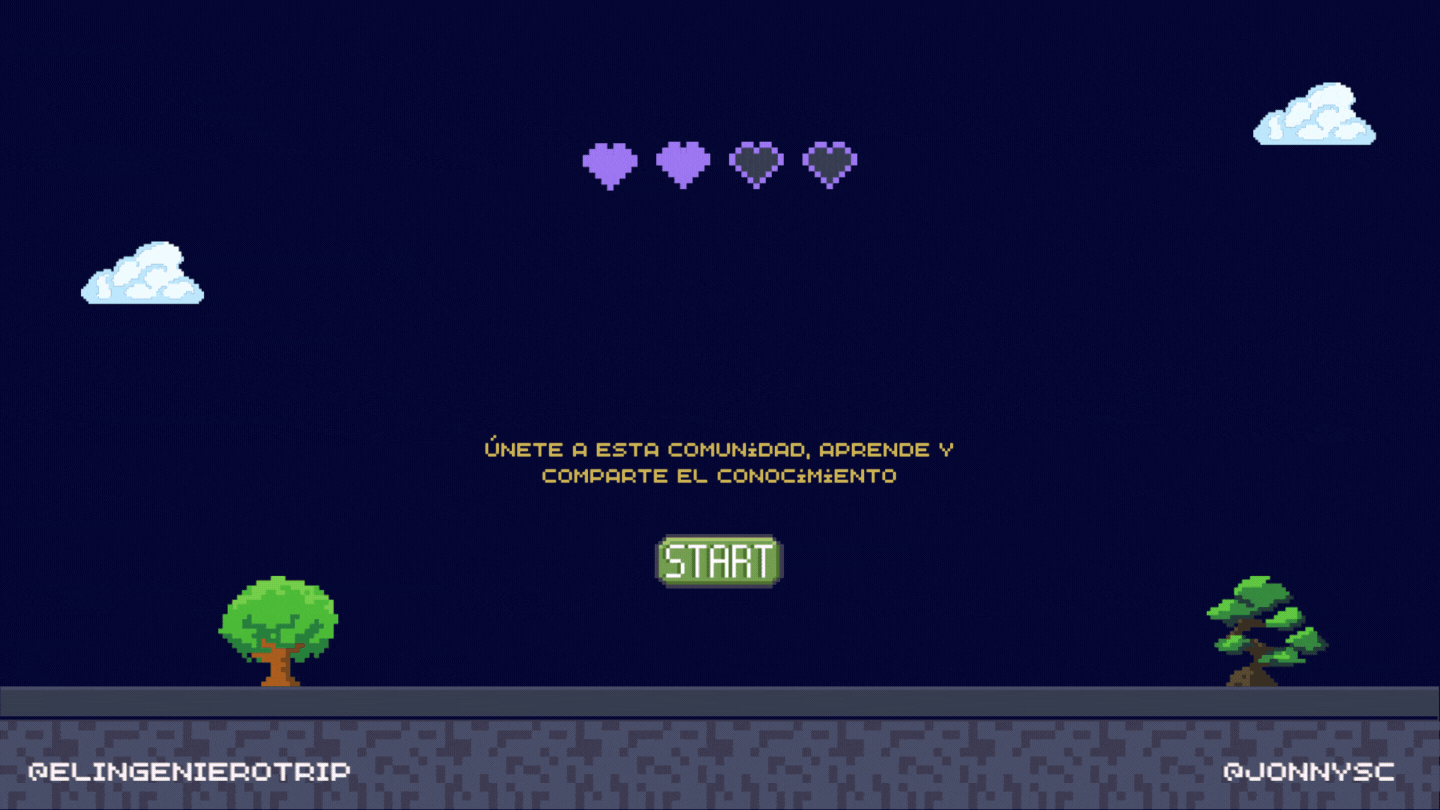 ÚNETE A ESTA COMUNiDAD, APRENDE Y
COMPARTE EL CONOCiMiENTO
START
@ELINGENIEROTRIP
@JONNYSC